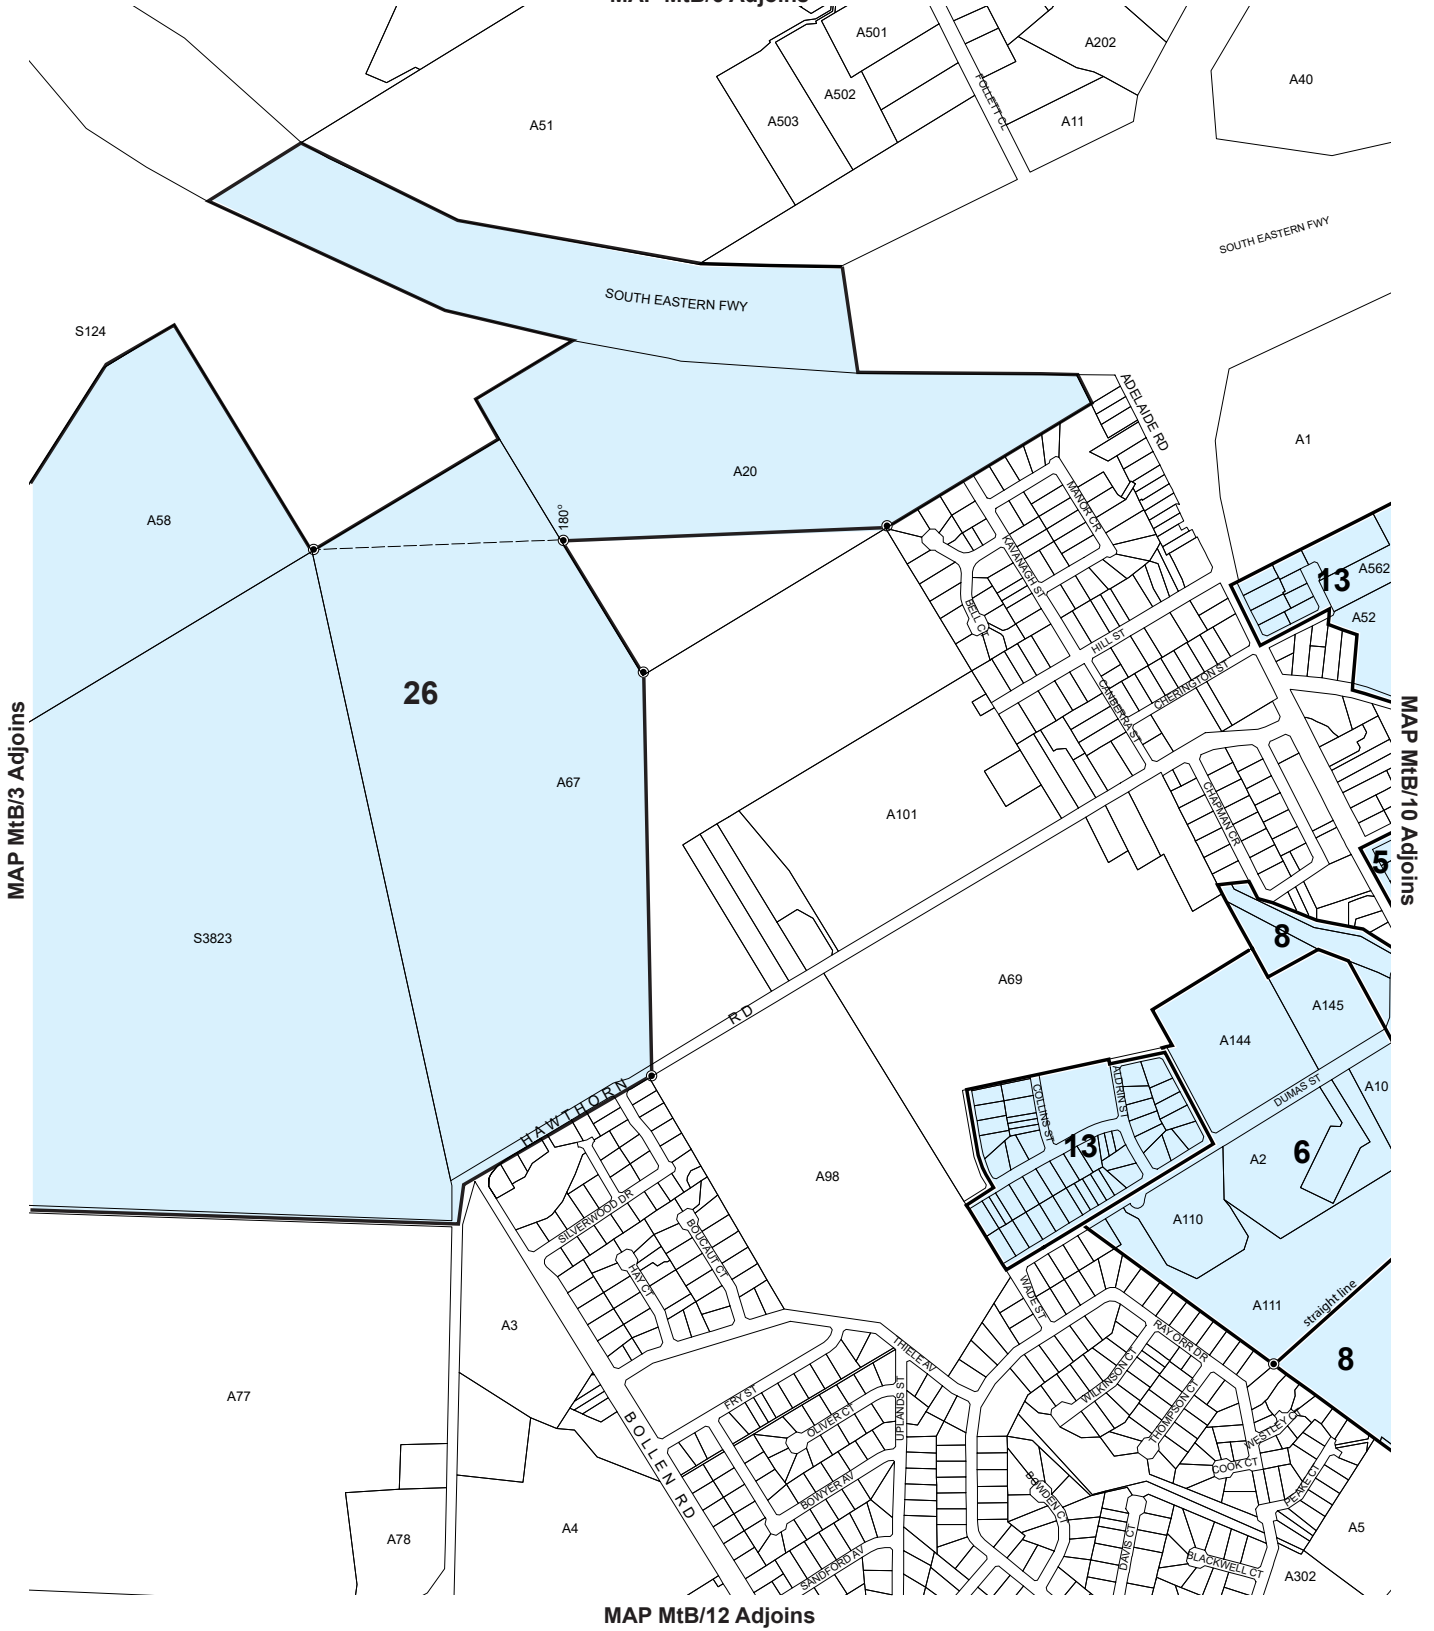 A501
A202
A40
A502
FOLLETT CL
A503
A51
A11
SOUTH EASTERN FWY
SOUTH EASTERN FWY
S124
ADELAIDE RD
A1
A20
A58
180°
MANOR CR
KAVANAGH ST
BELL CT
13
A562
A52
HILL ST
CANBERRA ST
CHERINGTON ST
26
MAP MtB/3 Adjoins
MAP MtB/10 Adjoins
A67
A101
CHAPMAN CR
5
S3823
8
A69
A145
RD
A144
HAWTHORN
COLLINS ST
ALDRIN ST
DUMAS ST
A10
13
A2
6
A98
SILVERWOOD DR
BOUCAUT CT
A110
HAY CT
WADE ST
A111
straight line
A3
THIELE AV
RAY ORR DR
8
A77
FRY ST
WILKINSON CT
THOMPSON CT
UPLANDS ST
OLIVER CT
WESTLEY CT
BOLLEN RD
COOK CT
BOWYER AV
BOWDEN CT
PEAKE CT
A4
A78
A5
DAVIS CT
SANDFORD AV
BLACKWELL CT
A302
MAP MtB/12 Adjoins